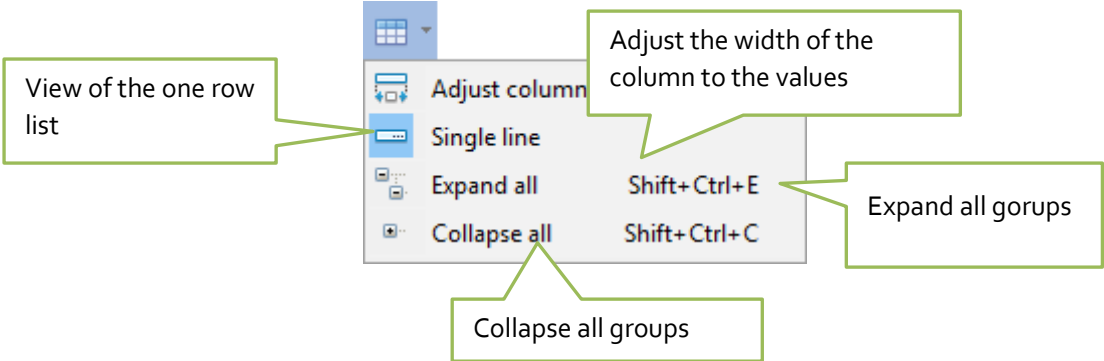 Adjust the width of the
column to the values
View of the one row
list
Adjust column
Single line
Expand all Shift+Ctrl+E
Expand all gorups
Collapse all Shift+Ctrl+C
Collapse all groups